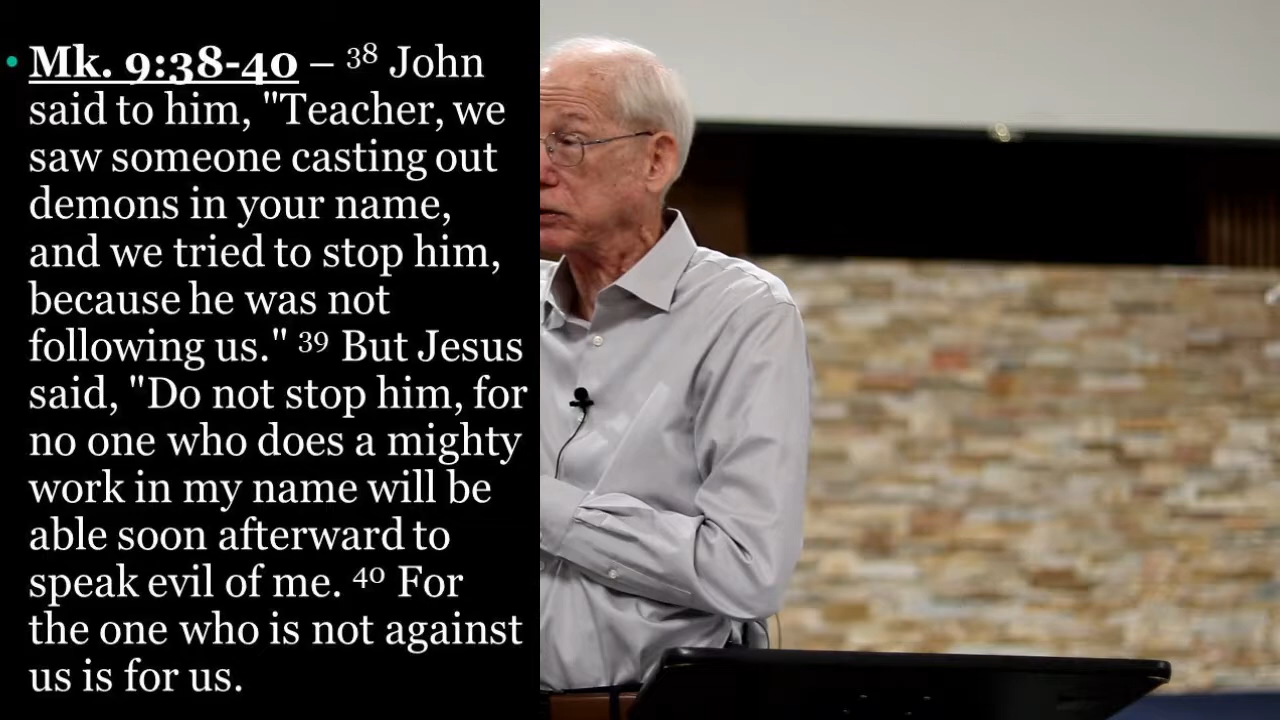 • Mk. 9:38-40 – 38 John
said to him, "Teacher, we
saw someone casting out
demons in your name,
and we tried to stop him,
because he was not
following us." 39 But Jesus
said, "Do not stop him, for
no one who does a mighty
work in my name will be
able soon afterward to
speak evil of me. 40 For
the one who is not against
us is for us.